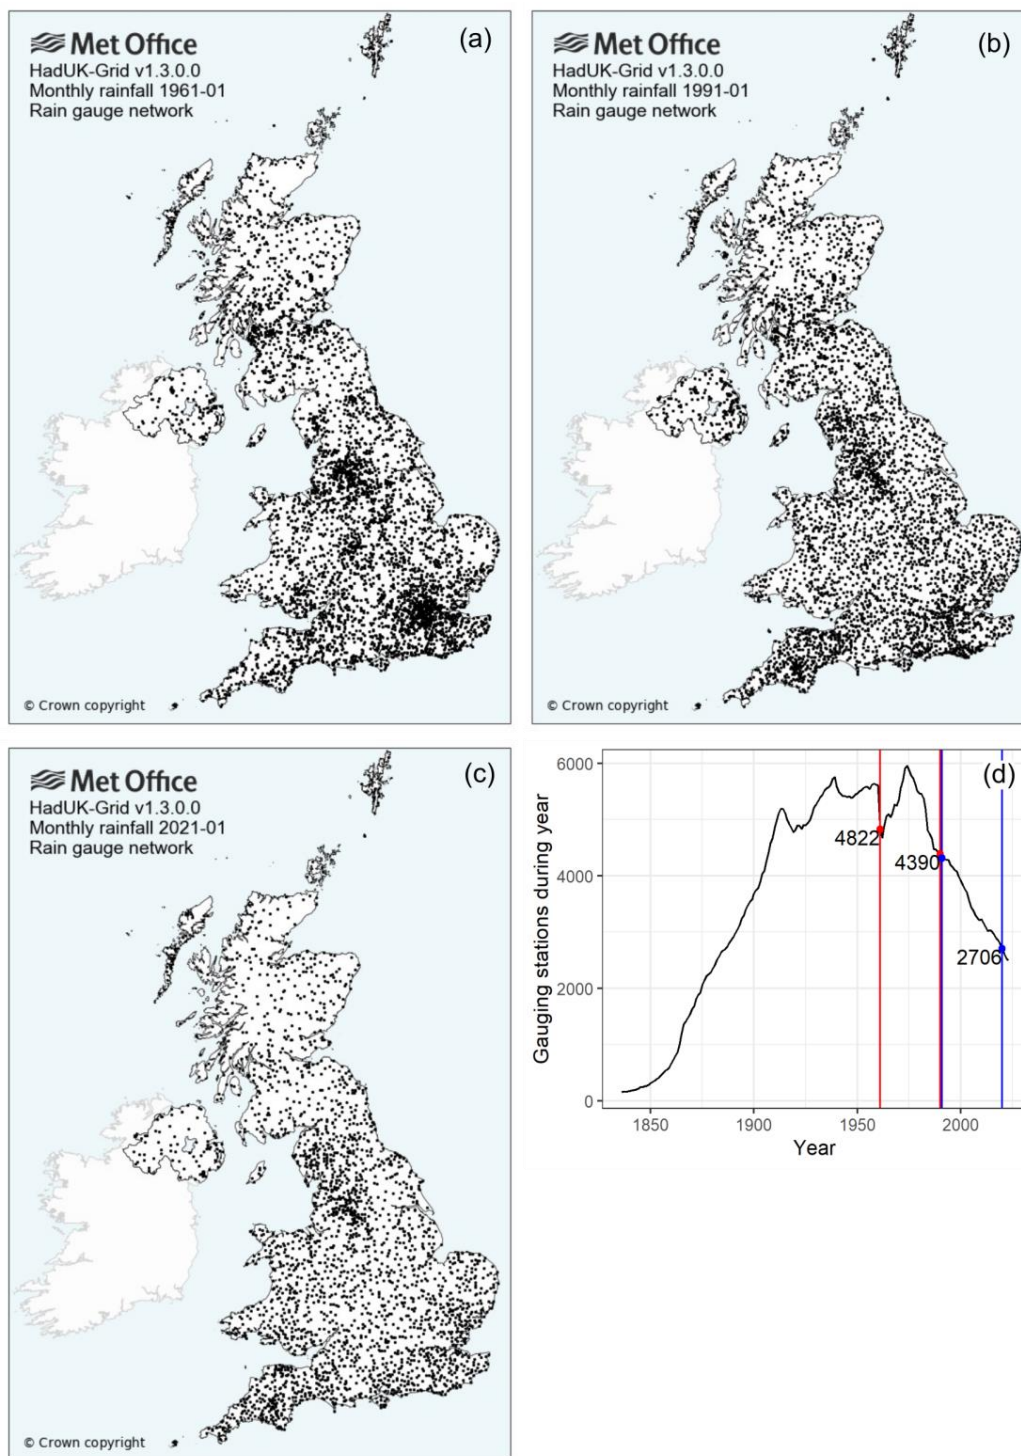 Met Office
(a)
HadUK-Grid v1.3.0.0
Monthly rainfall 1961-01
Rain gauge network
© Crown copyright
Met Office
(b)
HadUK-Grid v1.3.0.0
Monthly rainfall 1991-01
Rain gauge network
© Crown copyright
Met Office
(c)
HadUK-Grid v1.3.0.0
Monthly rainfall 2021-01
Rain gauge network
© Crown copyright
(d)
Gauging stations during year
6000
4000
2000
0
4822
4390
2706
1850
1900
1950
2000
Year